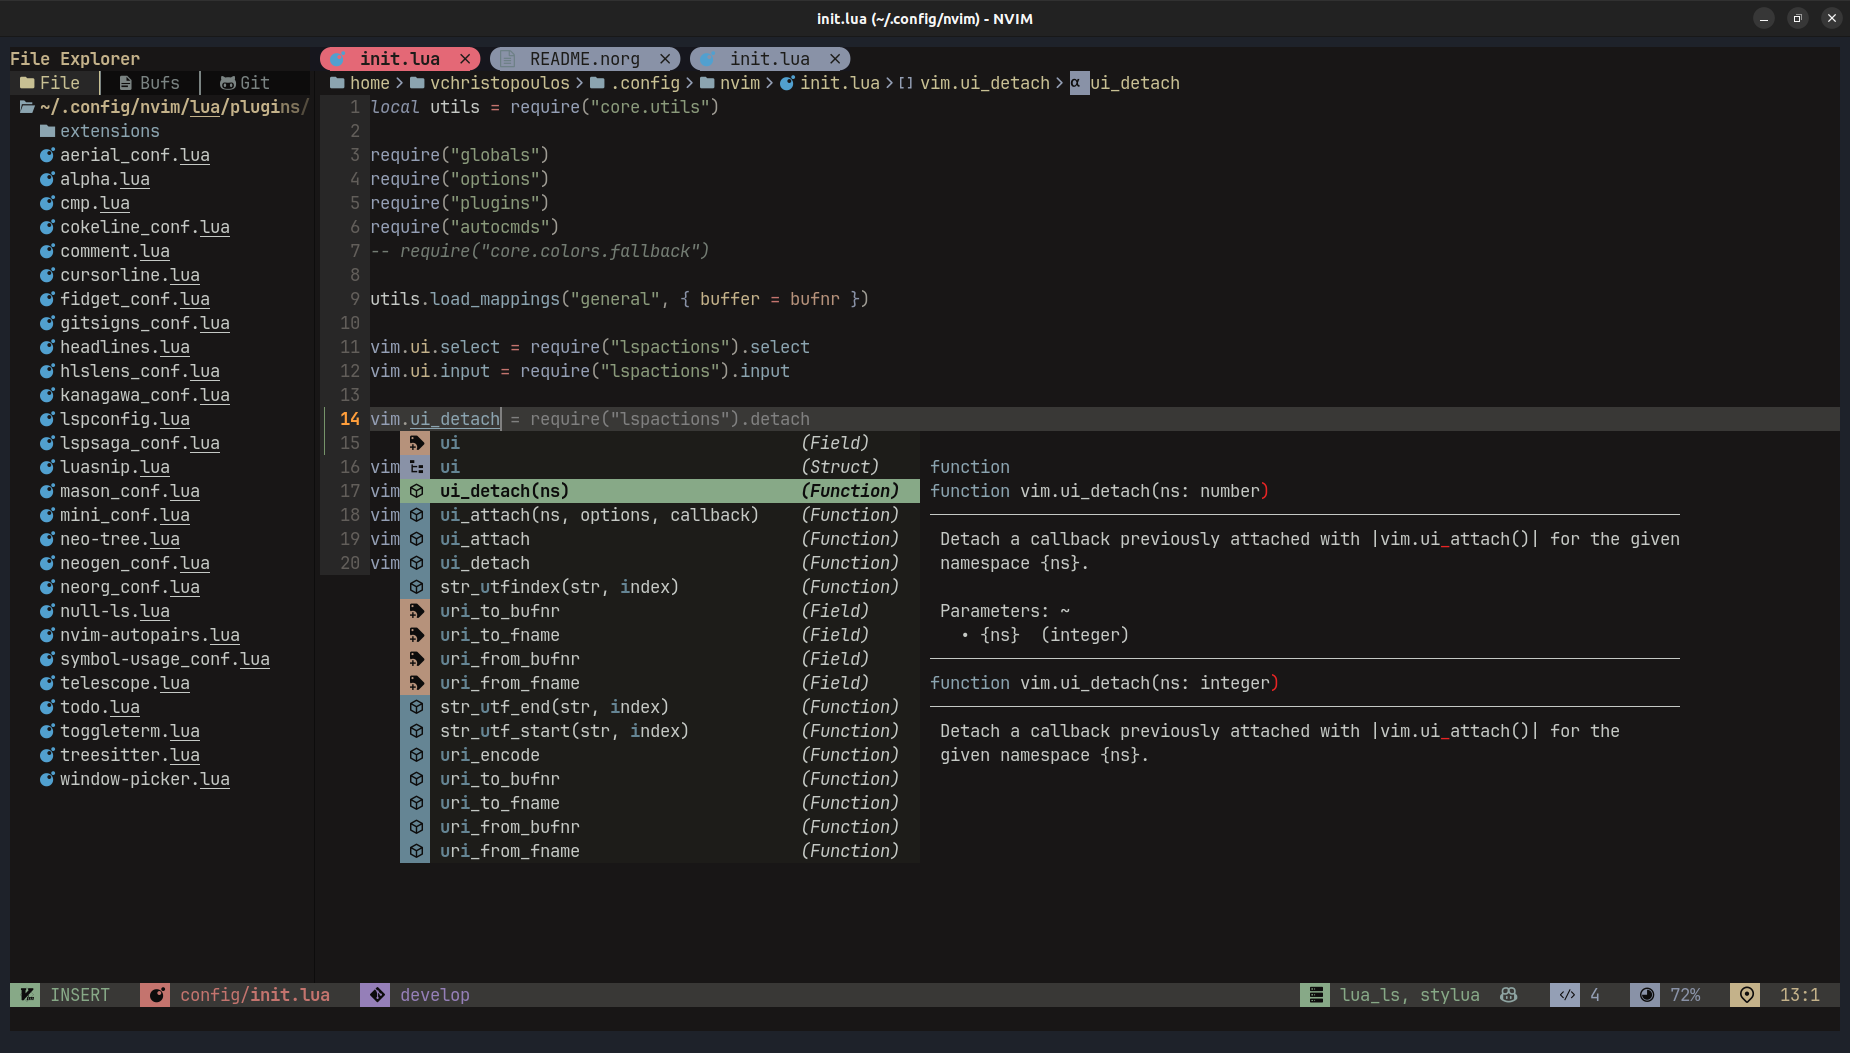 init.lua (~/.config/nvim) - NVIM
File Explorer
File Bufs Git
~/.config/nvim/lua/plugins/
extensions
aerial_conf.lua
alpha.lua
cmp.lua
cokeline_conf.lua
comment.lua
cursorline.lua
fidget_conf.lua
gitsigns_conf.lua
headlines.lua
hlslens_conf.lua
kanagawa_conf.lua
lspconfig.lua
lspsaga_conf.lua
luasnip.lua
mason_conf.lua
mini_conf.lua
neo-tree.lua
neogen_conf.lua
neorg_conf.lua
null-ls.lua
nvim-autopairs.lua
symbol-usage_conf.lua
telescope.lua
todo.lua
toggleterm.lua
treesitter.lua
window-picker.lua
init.lua × README.norg × init.lua ×
home > vchristopoulos > .config > nvim > init.lua > [] vim.ui_detach > α ui_detach
1 local utils = require("core.utils")
2
3 require("globals")
4 require("options")
5 require("plugins")
6 require("autocmds")
7 -- require("core.colors.fallback")
8
9 utils.load_mappings("general", { buffer = bufnr })
10
11 vim.ui.select = require("lspactions").select
12 vim.ui.input = require("lspactions").input
13
14 vim.ui_detach = require("lspactions").detach
15
16 vim
17 vim
18 vim
19 vim
20 vim
ui (Field)
ui (Struct)
ui_detach(ns) (Function)
ui_attach(ns, options, callback) (Function)
ui_attach (Function)
ui_detach (Function)
str_utfindex(str, index) (Function)
uri_to_bufnr (Field)
uri_to_fname (Field)
uri_from_bufnr (Field)
uri_from_fname (Field)
str_utf_end(str, index) (Function)
str_utf_start(str, index) (Function)
uri_encode (Function)
uri_to_bufnr (Function)
uri_to_fname (Function)
uri_from_bufnr (Function)
uri_from_fname (Function)
function
function vim.ui_detach(ns: number)
Detach a callback previously attached with |vim.ui_attach()| for the given
namespace {ns}.
Parameters: ~
• {ns} (integer)
function vim.ui_detach(ns: integer)
Detach a callback previously attached with |vim.ui_attach()| for the
given namespace {ns}.
INSERT config/init.lua develop lua_ls, stylua </> 4 72% 13:1